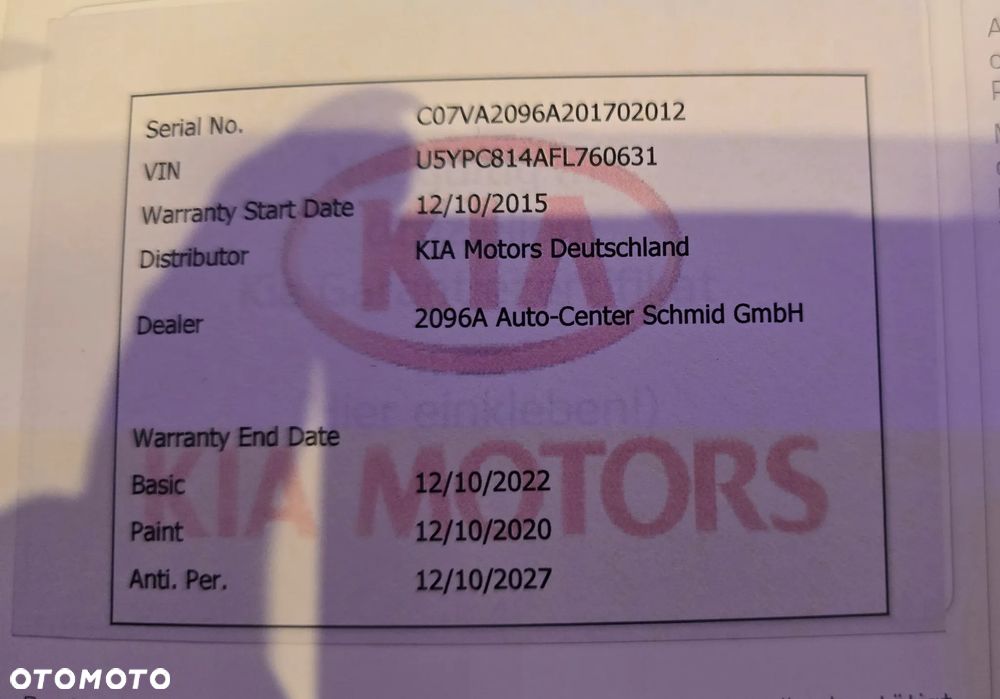 Serial No. C07VA2096A201702012
VIN U5YPC814AFL760631
Warranty Start Date 12/10/2015
KIA
Distributor KIA Motors Deutschland
Dealer 2096A Auto-Center Schmid GmbH
hier einkleben!)
Warranty End Date
KIA MOTORS
Basic 12/10/2022
Paint 12/10/2020
Anti. Per. 12/10/2027
OTOMOTO